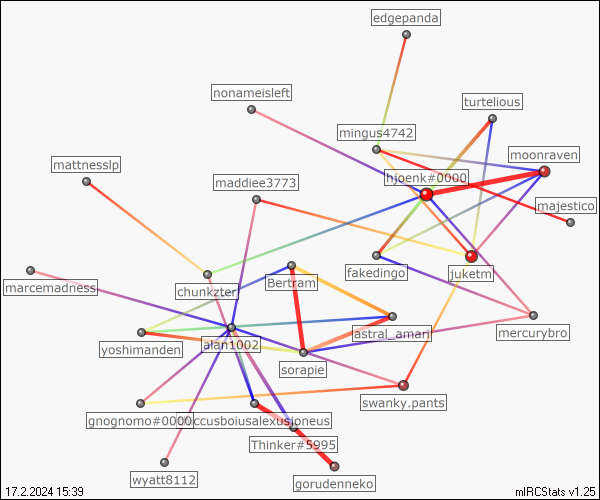 edgepanda
nonameisleft
turtelious
mingus4742
moonraven
mattnesslp
hjoenk#0000
maddiee3773
majestico
fakedingo
juketm
marcemadness
chunkzter
Bertram
mercurybro
astral_amari
yoshimanden
alan1002
sorapie
swanky.pants
gnognomo#0000
ccusboiusalexusjoneus
Thinker#5995
wyatt8112
gorudenneko
17.2.2024 15:39
mIRCStats v1.25